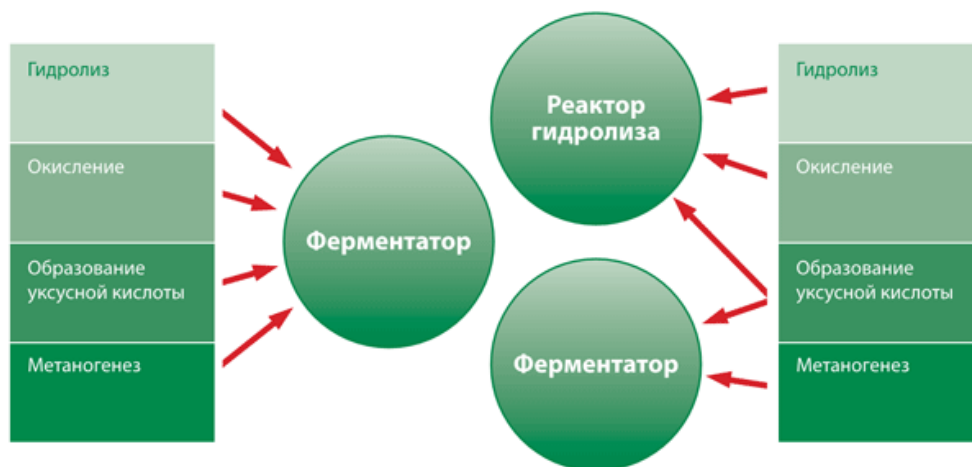 Гидролиз
Окисление
Образование
уксусной кислоты
Метаногенез
Ферментатор
Реактор
гидролиза
Ферментатор
Гидролиз
Окисление
Образование
уксусной кислоты
Метаногенез